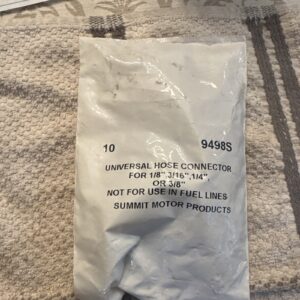 10 9498S
UNIVERSAL HOSE CONNECTOR
FOR 1/8" 3/16",1/4",
OR 3/8"
NOT FOR USE IN FUEL LINES
SUMMIT MOTOR PRODUCTS